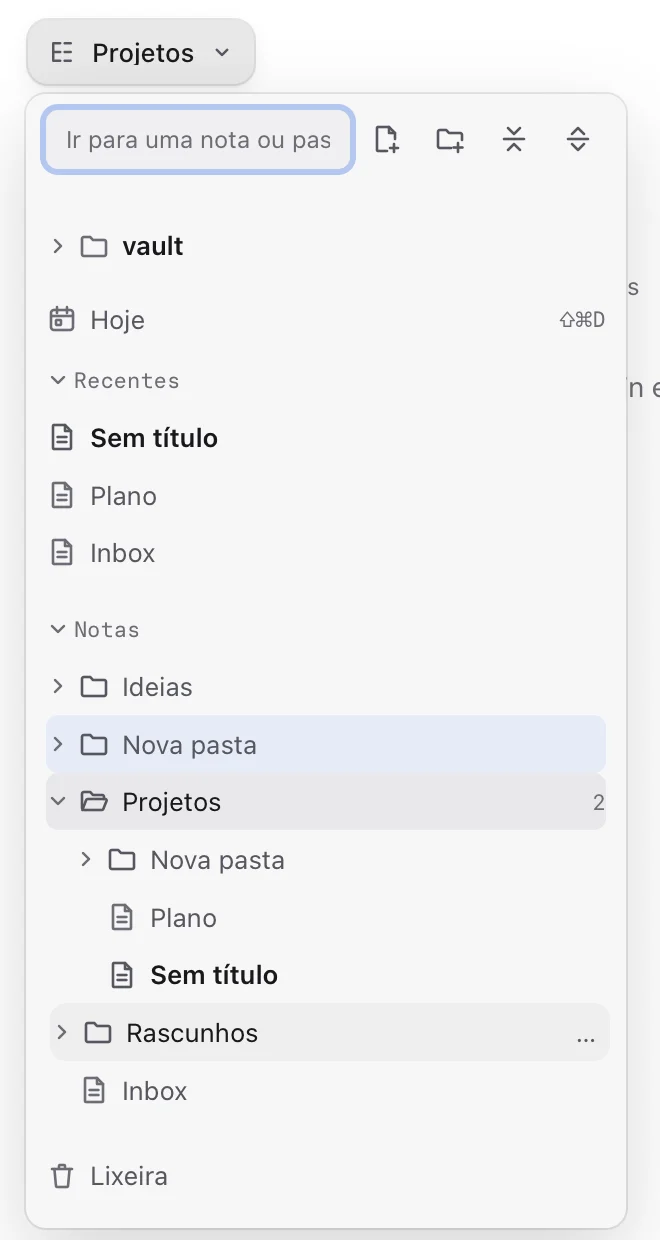 Projetos
Ir para uma nota ou pas
vault
Hoje ⇧⌘D
Recentes
Sem título
Plano
Inbox
Notas
Ideias
Nova pasta
Projetos 2
Nova pasta
Plano
Sem título
Rascunhos ...
Inbox
Lixeira